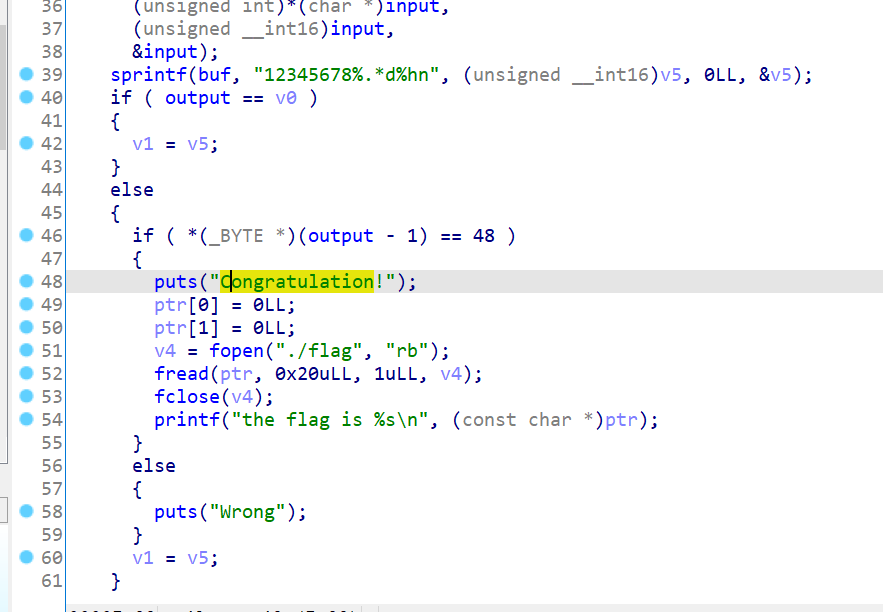 36 (unsigned int)*(char *)input,
37 (unsigned __int16)input,
38 &input);
39 sprintf(buf, "12345678%.*d%hn", (unsigned __int16)v5, 0LL, &v5);
40 if ( output == v0 )
41 {
42 v1 = v5;
43 }
44 else
45 {
46 if ( *(_BYTE *)(output - 1) == 48 )
47 {
48 puts("Congratulation!");
49 ptr[0] = 0LL;
50 ptr[1] = 0LL;
51 v4 = fopen("./flag", "rb");
52 fread(ptr, 0x20uLL, 1uLL, v4);
53 fclose(v4);
54 printf("the flag is %s\n", (const char *)ptr);
55 }
56 else
57 {
58 puts("Wrong");
59 }
60 v1 = v5;
61 }